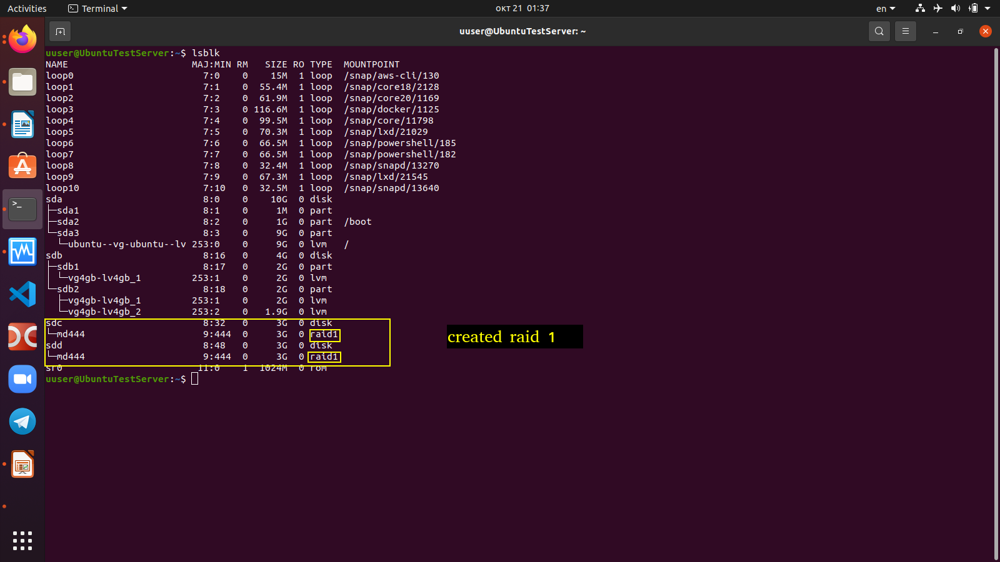 Activities Terminal окт 21 01:37 en
uuser@UbuntuTestServer: ~
uuser@UbuntuTestServer:~$ lsblk
NAME                      MAJ:MIN RM   SIZE RO TYPE  MOUNTPOINT
loop0                       7:0    0    15M  1 loop  /snap/aws-cli/130
loop1                       7:1    0  55.4M  1 loop  /snap/core18/2128
loop2                       7:2    0  61.9M  1 loop  /snap/core20/1169
loop3                       7:3    0 116.6M  1 loop  /snap/docker/1125
loop4                       7:4    0  99.5M  1 loop  /snap/core/11798
loop5                       7:5    0  70.3M  1 loop  /snap/lxd/21029
loop6                       7:6    0  66.5M  1 loop  /snap/powershell/185
loop7                       7:7    0  66.5M  1 loop  /snap/powershell/182
loop8                       7:8    0  32.4M  1 loop  /snap/snapd/13270
loop9                       7:9    0  67.3M  1 loop  /snap/lxd/21545
loop10                      7:10   0  32.5M  1 loop  /snap/snapd/13640
sda                         8:0    0    10G  0 disk
├─sda1                      8:1    0     1M  0 part
├─sda2                      8:2    0     1G  0 part  /boot
└─sda3                      8:3    0     9G  0 part
  └─ubuntu--vg-ubuntu--lv 253:0    0     9G  0 lvm   /
sdb                         8:16   0     4G  0 disk
├─sdb1                      8:17   0     2G  0 part
│ └─vg4gb-lv4gb_1         253:1    0     2G  0 lvm
└─sdb2                      8:18   0     2G  0 part
  ├─vg4gb-lv4gb_1         253:1    0     2G  0 lvm
  └─vg4gb-lv4gb_2         253:2    0   1.9G  0 lvm
sdc                         8:32   0     3G  0 disk
└─md444                     9:444  0     3G  0 raid1
created raid 1
sdd                         8:48   0     3G  0 disk
└─md444                     9:444  0     3G  0 raid1
sr0                        11:0    1  1024M  0 rom
uuser@UbuntuTestServer:~$